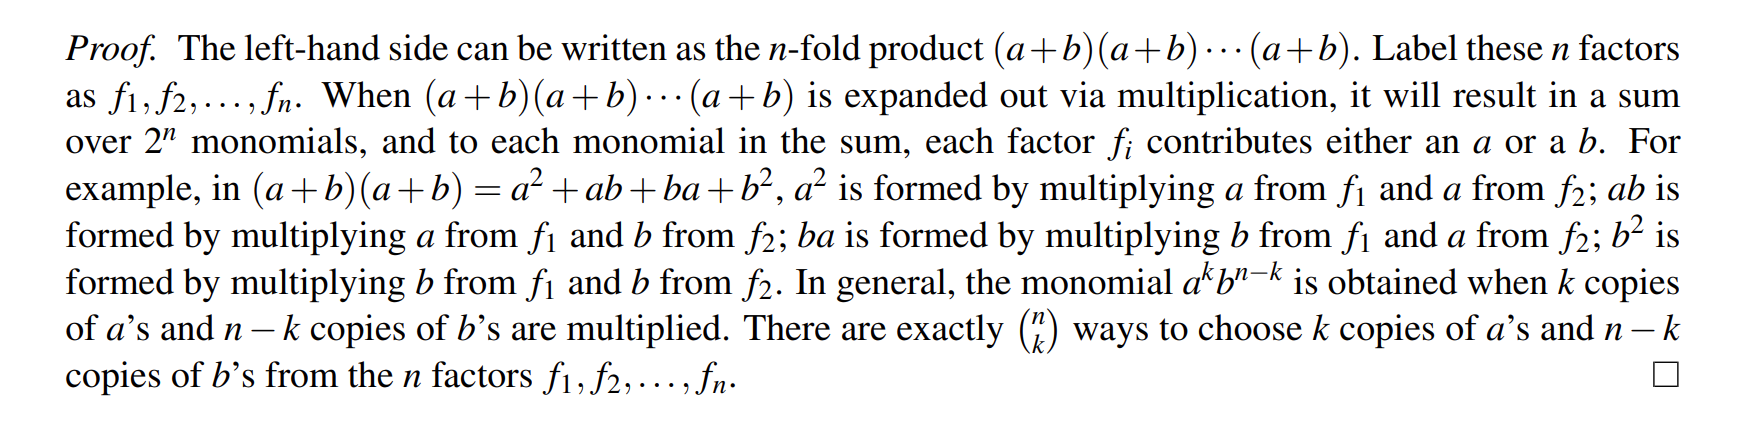 Proof. The left-hand side can be written as the n-fold product (a+b)(a+b)⋯(a+b). Label these n factors
as f₁, f₂, …, fₙ. When (a+b)(a+b)⋯(a+b) is expanded out via multiplication, it will result in a sum
over 2ⁿ monomials, and to each monomial in the sum, each factor fᵢ contributes either an a or a b. For
example, in (a+b)(a+b) = a² + ab + ba + b², a² is formed by multiplying a from f₁ and a from f₂; ab is
formed by multiplying a from f₁ and b from f₂; ba is formed by multiplying b from f₁ and a from f₂; b² is
formed by multiplying b from f₁ and b from f₂. In general, the monomial aᵏbⁿ⁻ᵏ is obtained when k copies
of a’s and n − k copies of b’s are multiplied. There are exactly (n k) ways to choose k copies of a’s and n − k
copies of b’s from the n factors f₁, f₂, …, fₙ. □